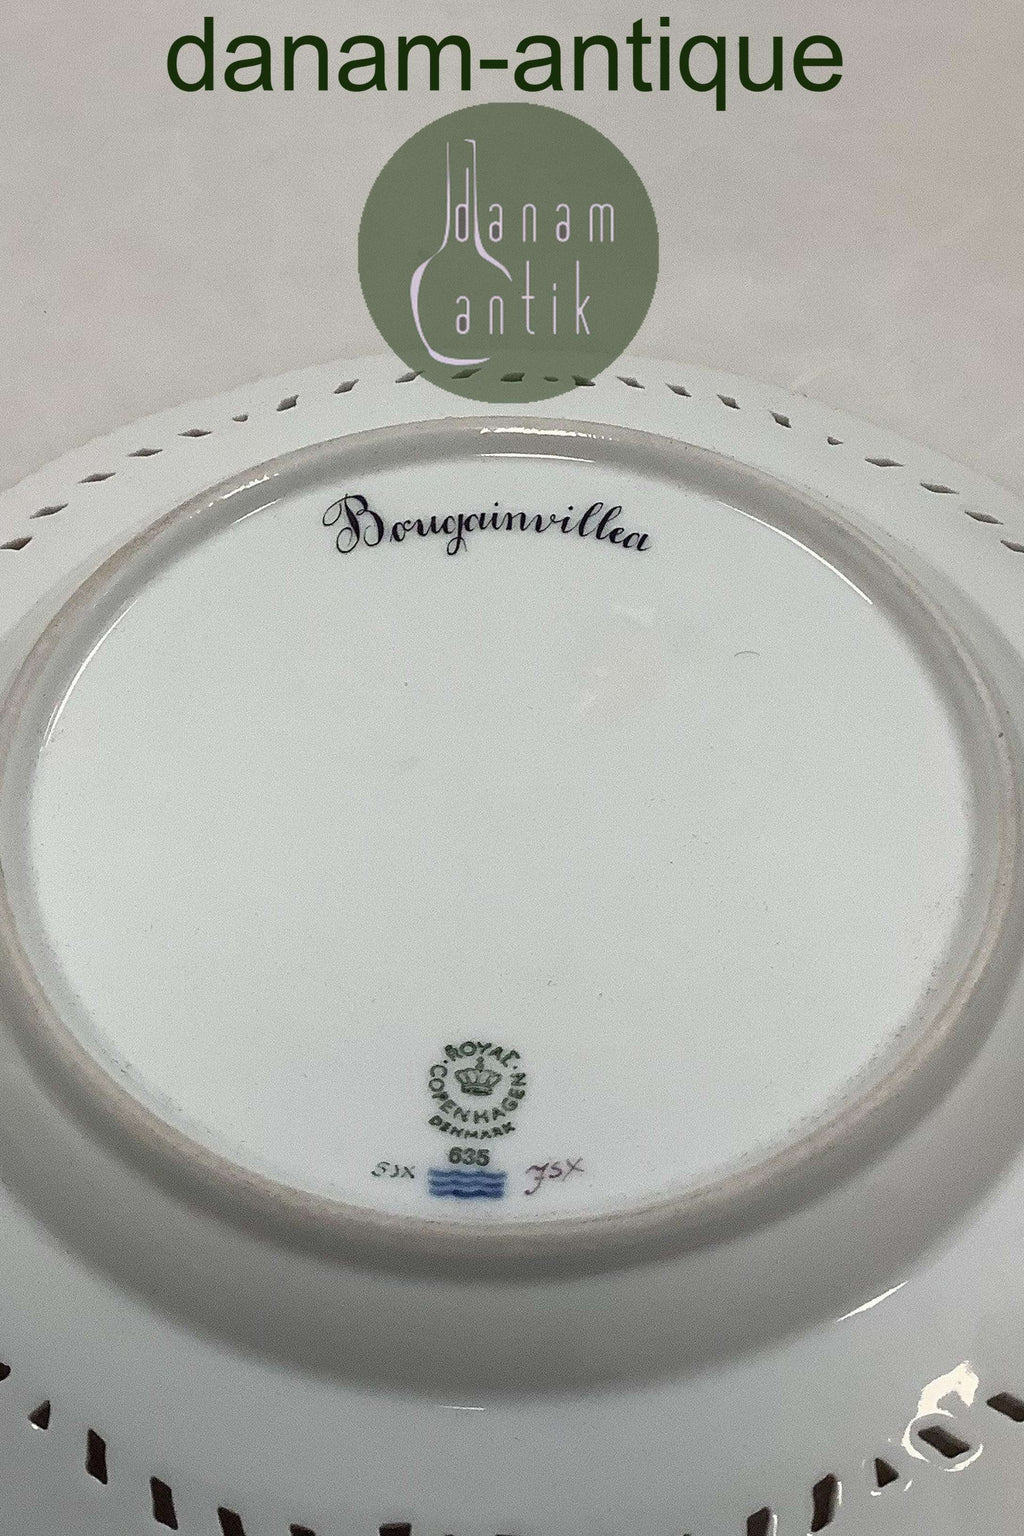 danam-antique
danam
antik
Bougainvillea
ROYAL
COPENHAGEN
DENMARK
635